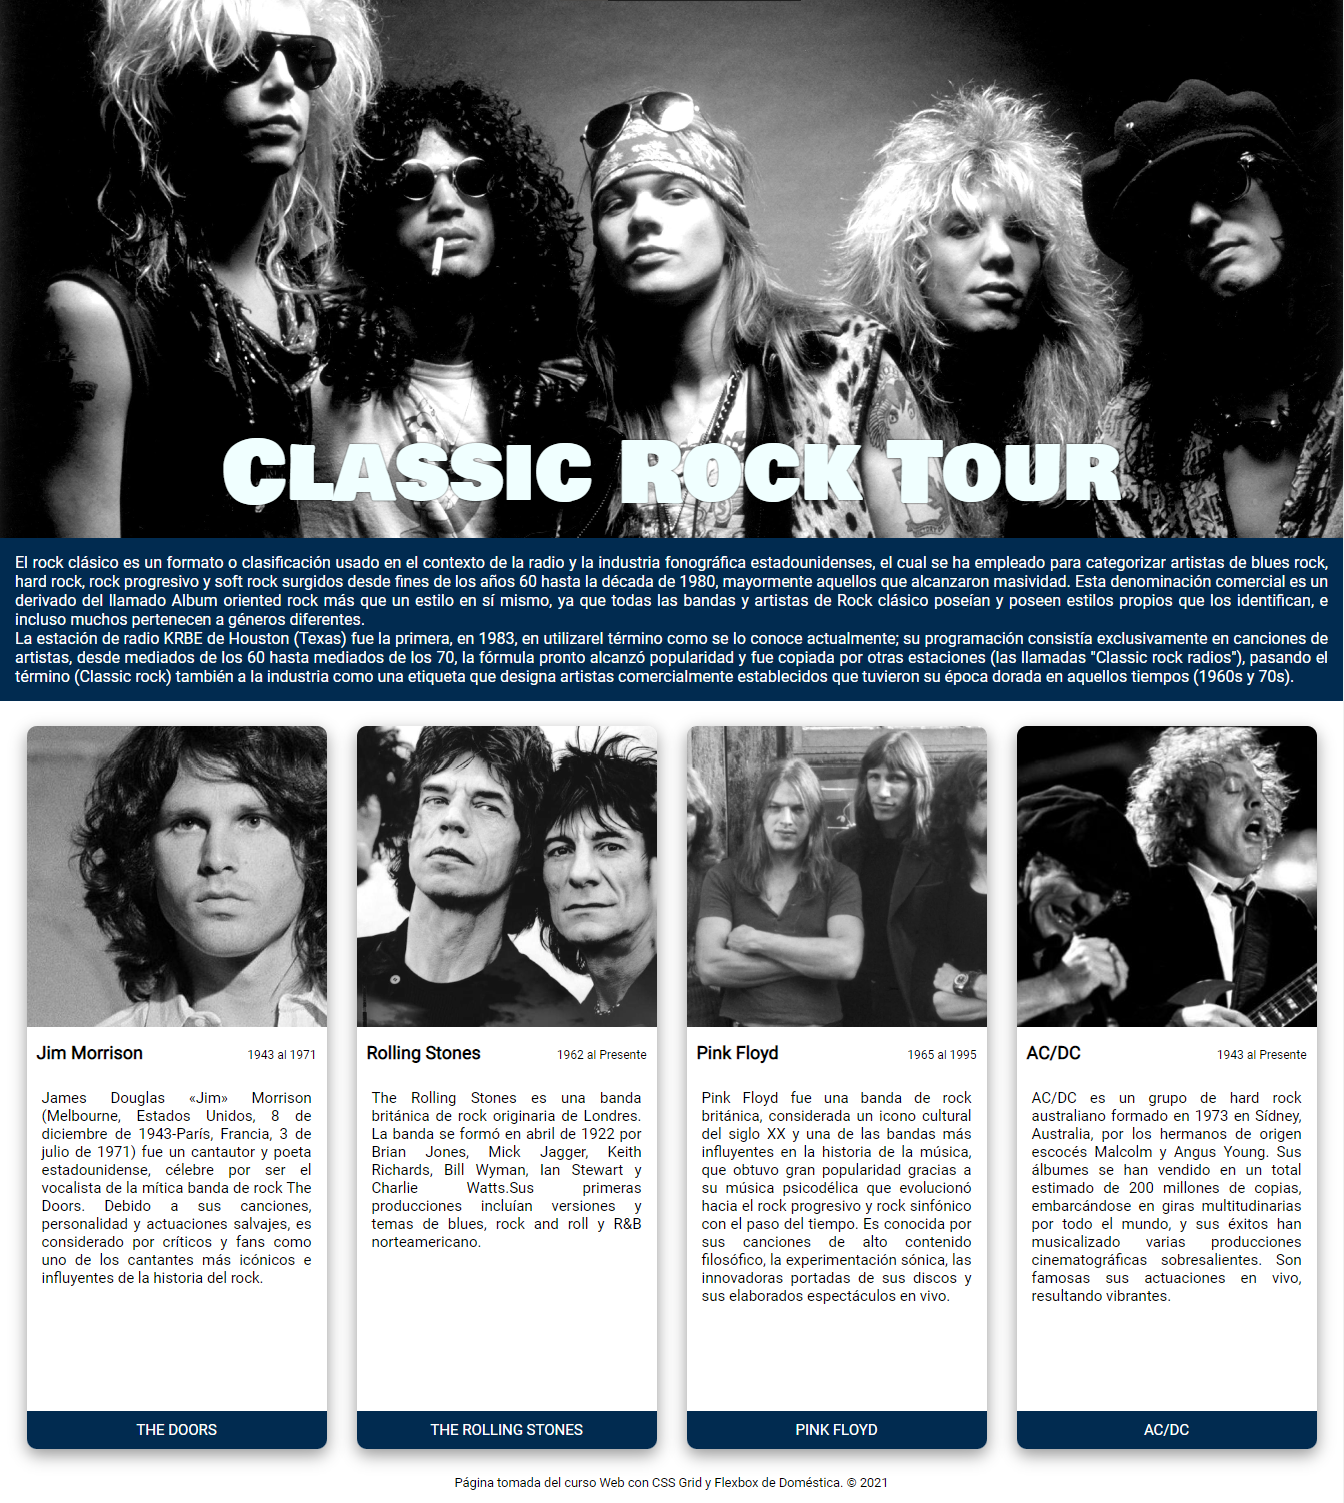 Classic Rock Tour
El rock clásico es un formato o clasificación usado en el contexto de la radio y la industria fonográfica estadounidenses, el cual se ha empleado para categorizar artistas de blues rock,
hard rock, rock progresivo y soft rock surgidos desde fines de los años 60 hasta la década de 1980, mayormente aquellos que alcanzaron masividad. Esta denominación comercial es un
derivado del llamado Album oriented rock más que un estilo en sí mismo, ya que todas las bandas y artistas de Rock clásico poseían y poseen estilos propios que los identifican, e
incluso muchos pertenecen a géneros diferentes.
La estación de radio KRBE de Houston (Texas) fue la primera, en 1983, en utilizarel término como se lo conoce actualmente; su programación consistía exclusivamente en canciones de
artistas, desde mediados de los 60 hasta mediados de los 70, la fórmula pronto alcanzó popularidad y fue copiada por otras estaciones (las llamadas "Classic rock radios"), pasando el
término (Classic rock) también a la industria como una etiqueta que designa artistas comercialmente establecidos que tuvieron su época dorada en aquellos tiempos (1960s y 70s).
Jim Morrison 1943 al 1971
James Douglas «Jim» Morrison
(Melbourne, Estados Unidos, 8 de
diciembre de 1943-París, Francia, 3 de
julio de 1971) fue un cantautor y poeta
estadounidense, célebre por ser el
vocalista de la mítica banda de rock The
Doors. Debido a sus canciones,
personalidad y actuaciones salvajes, es
considerado por críticos y fans como
uno de los cantantes más icónicos e
influyentes de la historia del rock.
THE DOORS
Rolling Stones 1962 al Presente
The Rolling Stones es una banda
británica de rock originaria de Londres.
La banda se formó en abril de 1922 por
Brian Jones, Mick Jagger, Keith
Richards, Bill Wyman, Ian Stewart y
Charlie Watts.Sus primeras
producciones incluían versiones y
temas de blues, rock and roll y R&B
norteamericano.
THE ROLLING STONES
Pink Floyd 1965 al 1995
Pink Floyd fue una banda de rock
británica, considerada un icono cultural
del siglo XX y una de las bandas más
influyentes en la historia de la música,
que obtuvo gran popularidad gracias a
su música psicodélica que evolucionó
hacia el rock progresivo y rock sinfónico
con el paso del tiempo. Es conocida por
sus canciones de alto contenido
filosófico, la experimentación sónica, las
innovadoras portadas de sus discos y
sus elaborados espectáculos en vivo.
PINK FLOYD
AC/DC 1943 al Presente
AC/DC es un grupo de hard rock
australiano formado en 1973 en Sídney,
Australia, por los hermanos de origen
escocés Malcolm y Angus Young. Sus
álbumes se han vendido en un total
estimado de 200 millones de copias,
embarcándose en giras multitudinarias
por todo el mundo, y sus éxitos han
musicalizado varias producciones
cinematográficas sobresalientes. Son
famosas sus actuaciones en vivo,
resultando vibrantes.
AC/DC
Página tomada del curso Web con CSS Grid y Flexbox de Doméstica. © 2021